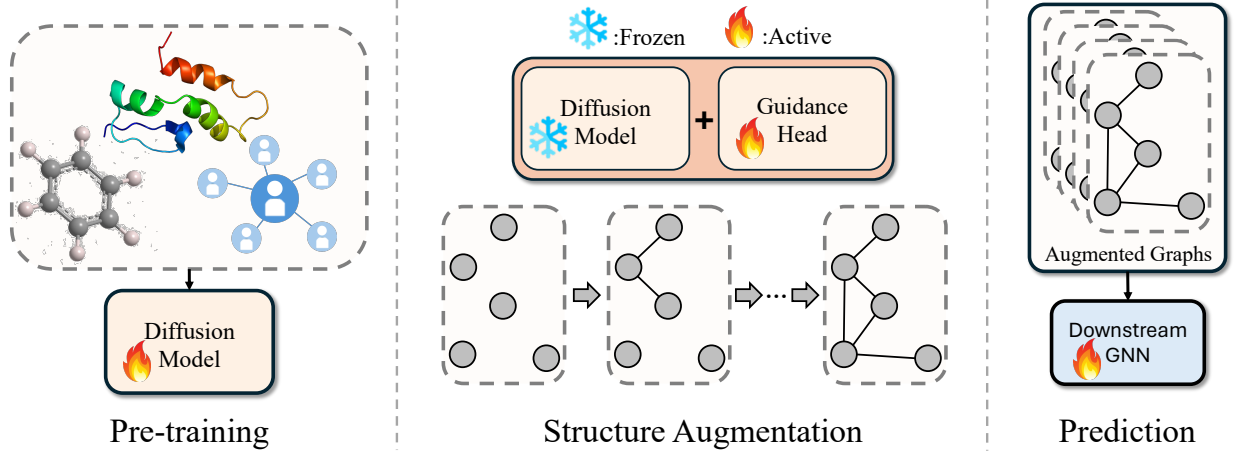 Diffusion
Model
Pre-training
:Frozen
:Active
Diffusion
Model
+
Guidance
Head
...
Structure Augmentation
Augmented Graphs
Downstream
GNN
Prediction